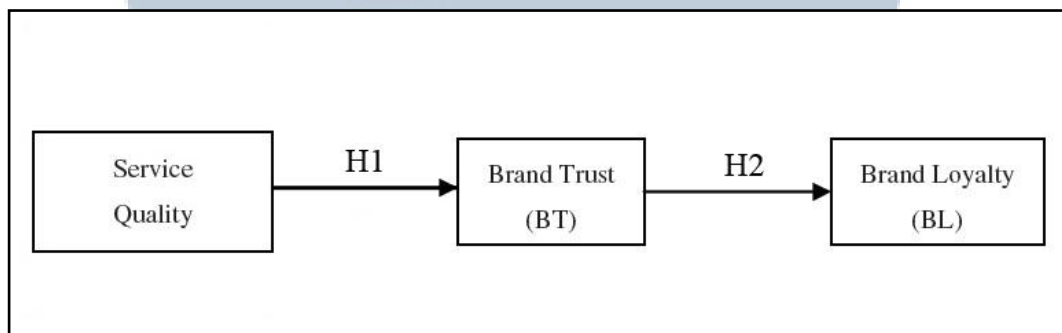 Service
Quality
H1
Brand Trust
(BT)
H2
Brand Loyalty
(BL)